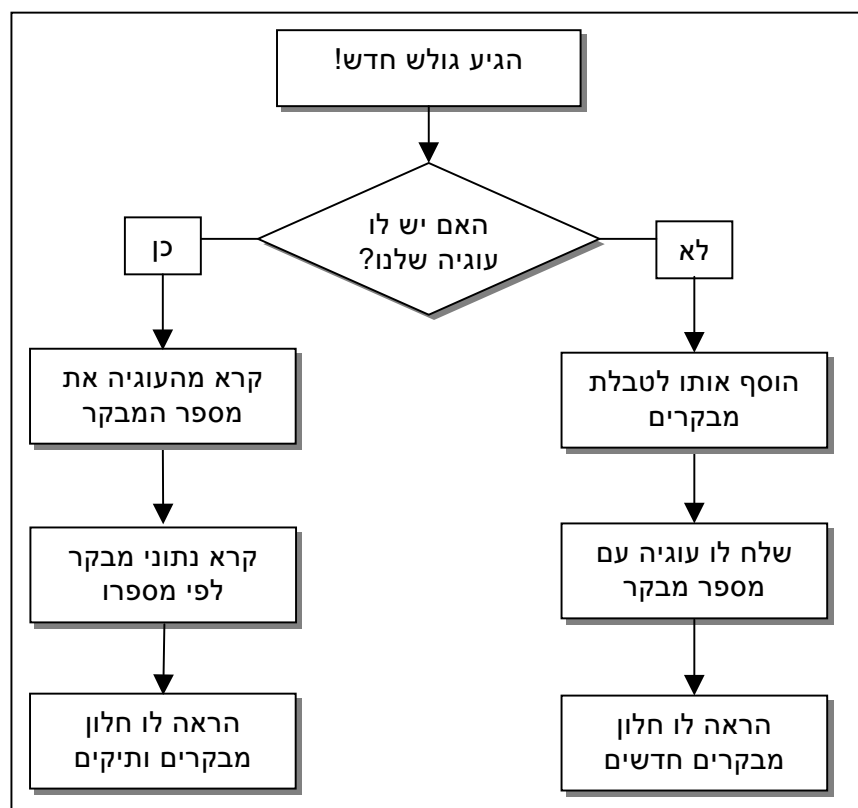 הגיע גולש חדש!
האם יש לו
עוגיה שלנו?
כן
לא
קרא מהעוגיה את
מספר המבקר
הוסף אותו לטבלת
מבקרים
קרא נתוני מבקר
לפי מספרו
שלח לו עוגיה עם
מספר מבקר
הראה לו חלון
מבקרים ותיקים
הראה לו חלון
מבקרים חדשים